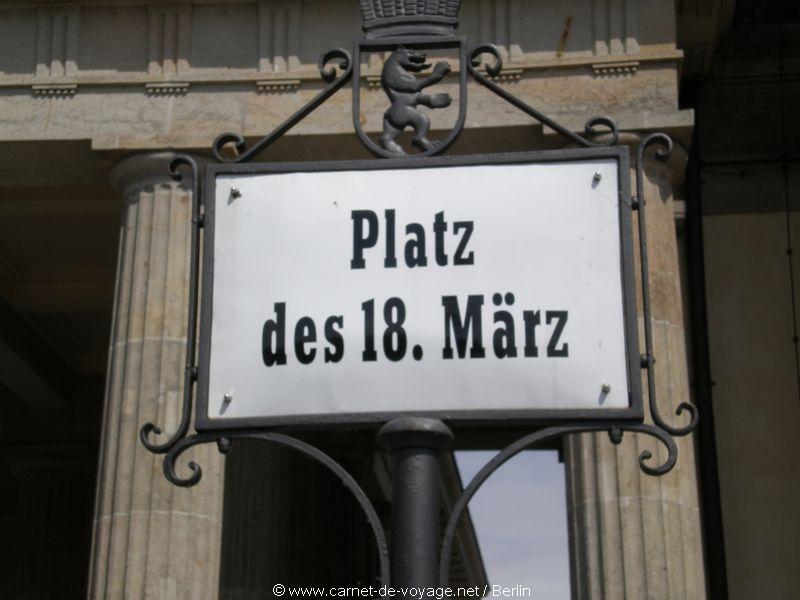 Platz
des 18. März
© www.carnet-de-voyage.net / Berlin